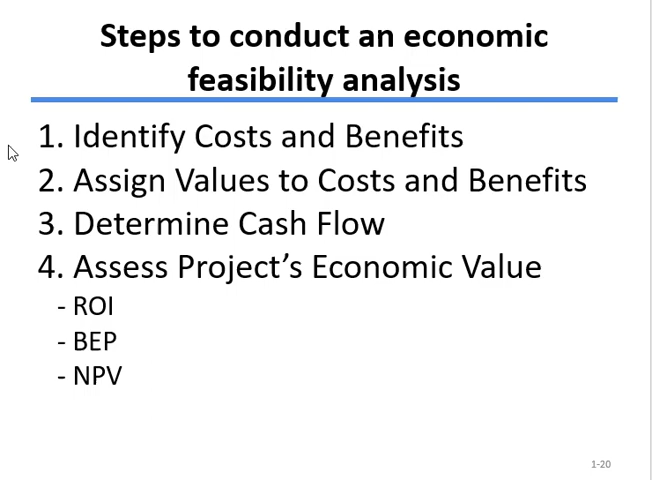 Steps to conduct an economic
feasibility analysis
1. Identify Costs and Benefits
2. Assign Values to Costs and Benefits
3. Determine Cash Flow
4. Assess Project’s Economic Value
- ROI
- BEP
- NPV
1-20